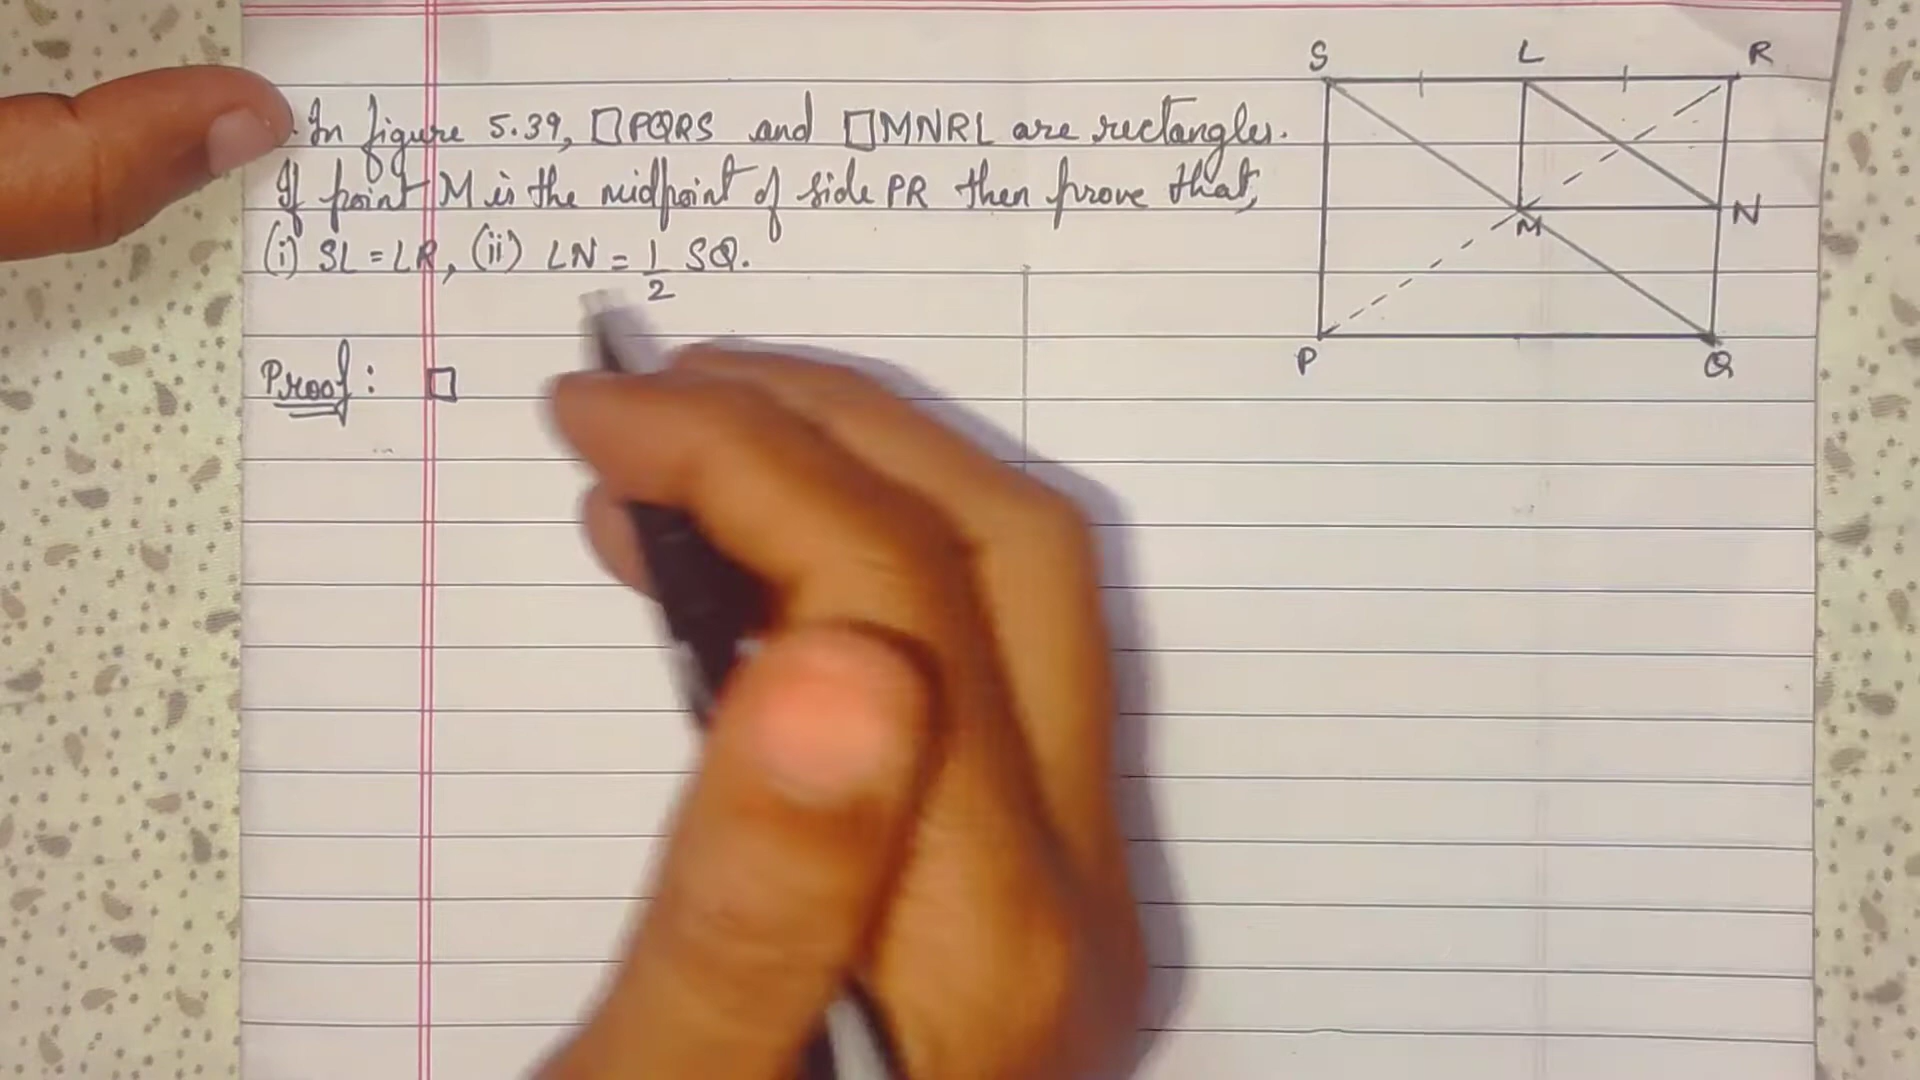 In figure 5.39, □PQRS and □MNRL are rectangles.
If point M is the midpoint of side PR then prove that,
(i) SL = LR, (ii) LN = 1/2 SQ.
Proof: □
S L R
M N
P Q